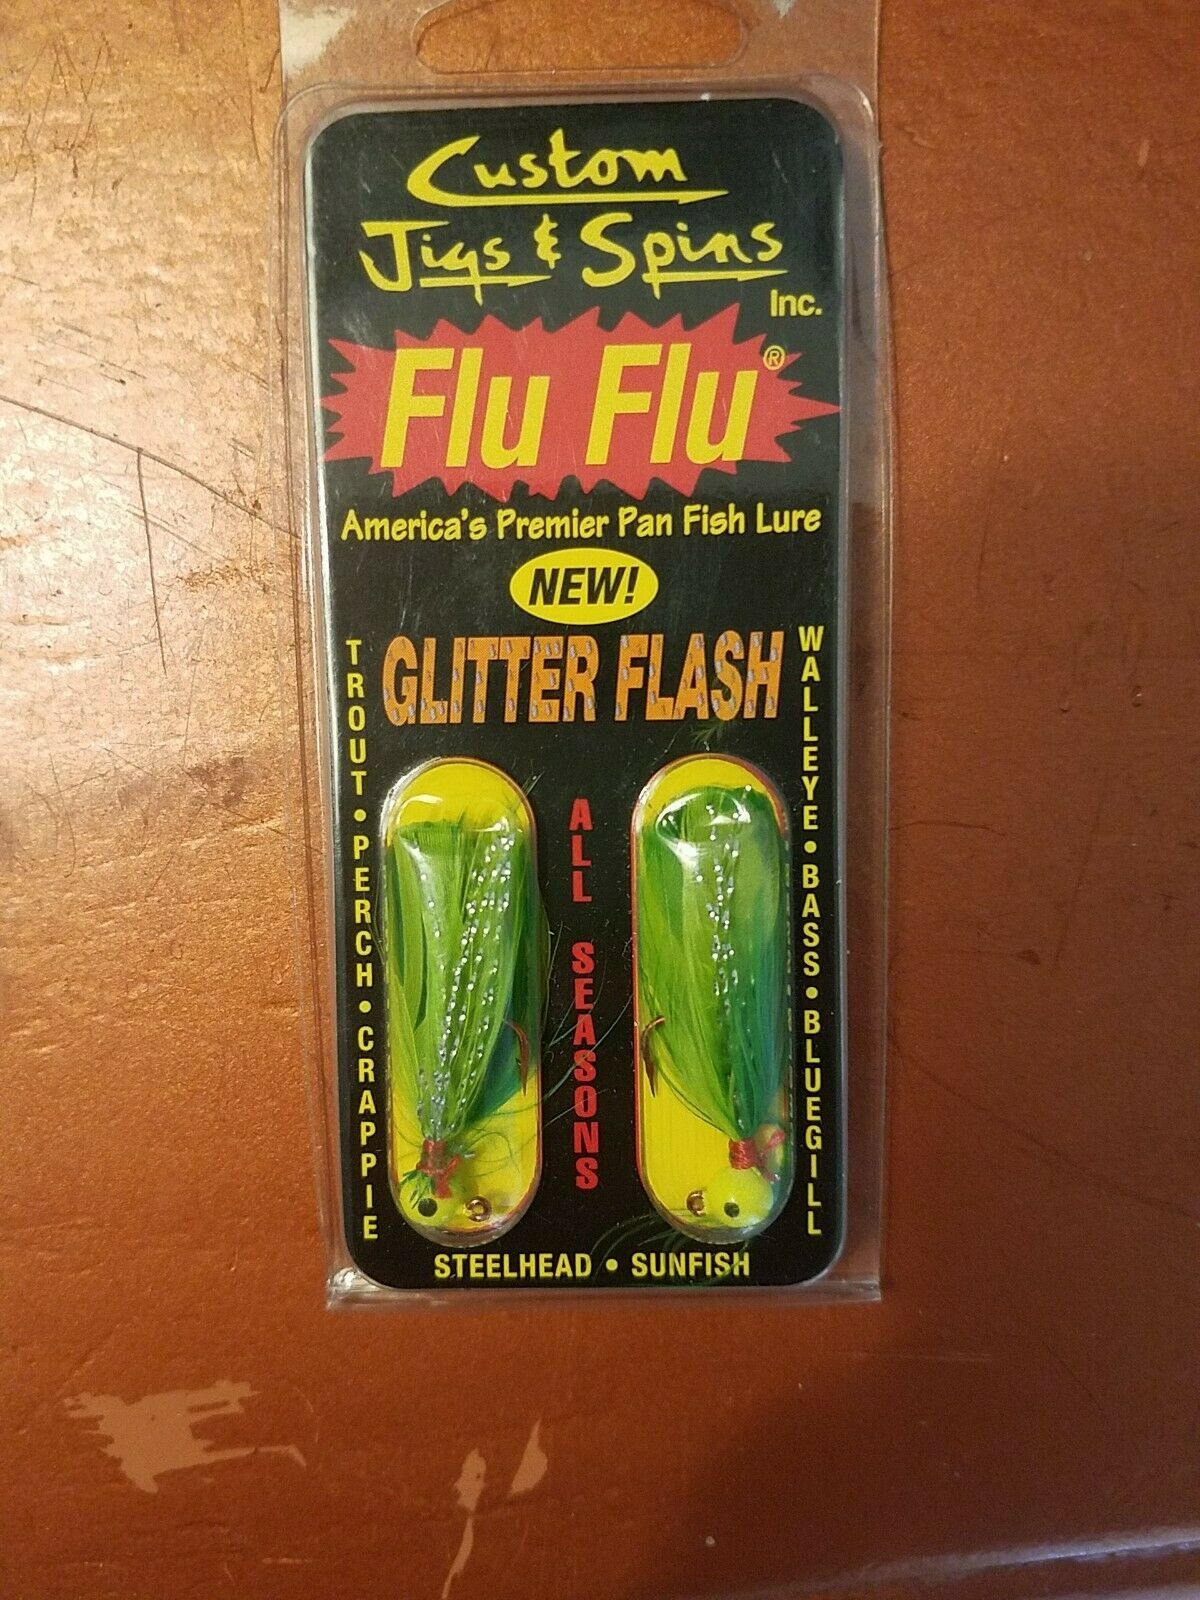 Custom
Jigs & Spins
Inc.
Flu Flu®
America's Premier Pan Fish Lure
NEW!
GLITTER FLASH
TROUT • PERCH • CRAPPIE
ALL SEASONS
WALLEYE • BASS • BLUEGILL
STEELHEAD • SUNFISH